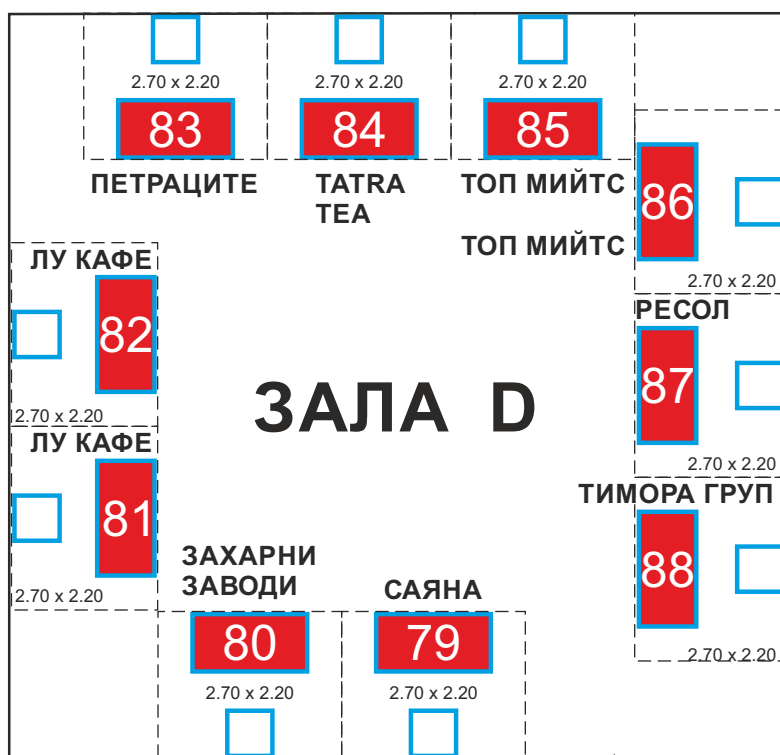 2.70 x 2.20
2.70 x 2.20
2.70 x 2.20
83
84
85
ПЕТРАЦИТЕ
TATRA
TEA
ТОП МИЙТС
86
ТОП МИЙТС
2.70 x 2.20
ЛУ КАФЕ
82
2.70 x 2.20
РЕСОЛ
87
2.70 x 2.20
ЗАЛА D
ЛУ КАФЕ
81
2.70 x 2.20
ТИМОРА ГРУП
88
2.70 x 2.20
ЗАХАРНИ
ЗАВОДИ
80
2.70 x 2.20
САЯНА
79
2.70 x 2.20